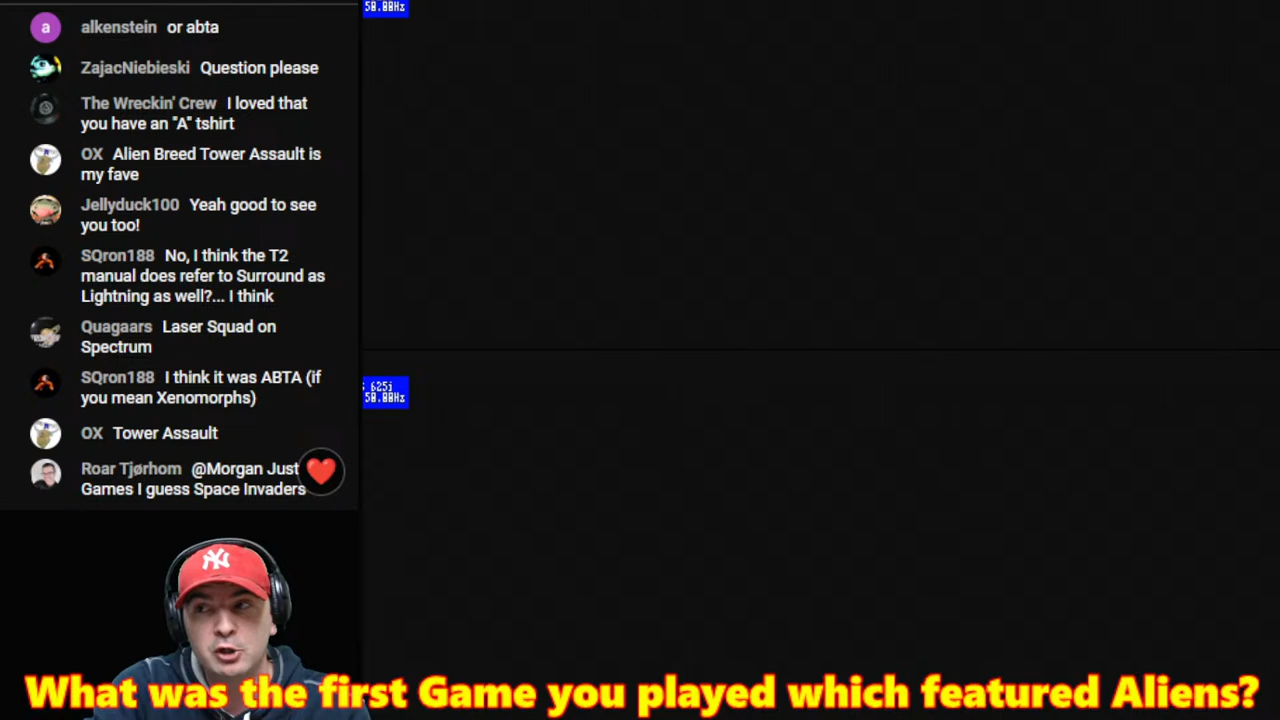 50.00Hz
a alkenstein or abta
ZajacNiebieski Question please
The Wreckin' Crew I loved that
you have an "A" tshirt
OX Alien Breed Tower Assault is
my fave
Jellyduck100 Yeah good to see
you too!
SQron188 No, I think the T2
manual does refer to Surround as
Lightning as well?... I think
Quagaars Laser Squad on
Spectrum
SQron188 I think it was ABTA (if
you mean Xenomorphs)
625i
50.00Hz
OX Tower Assault
Roar Tjørhom @Morgan Just
Games I guess Space Invaders
NY
What was the first Game you played which featured Aliens?